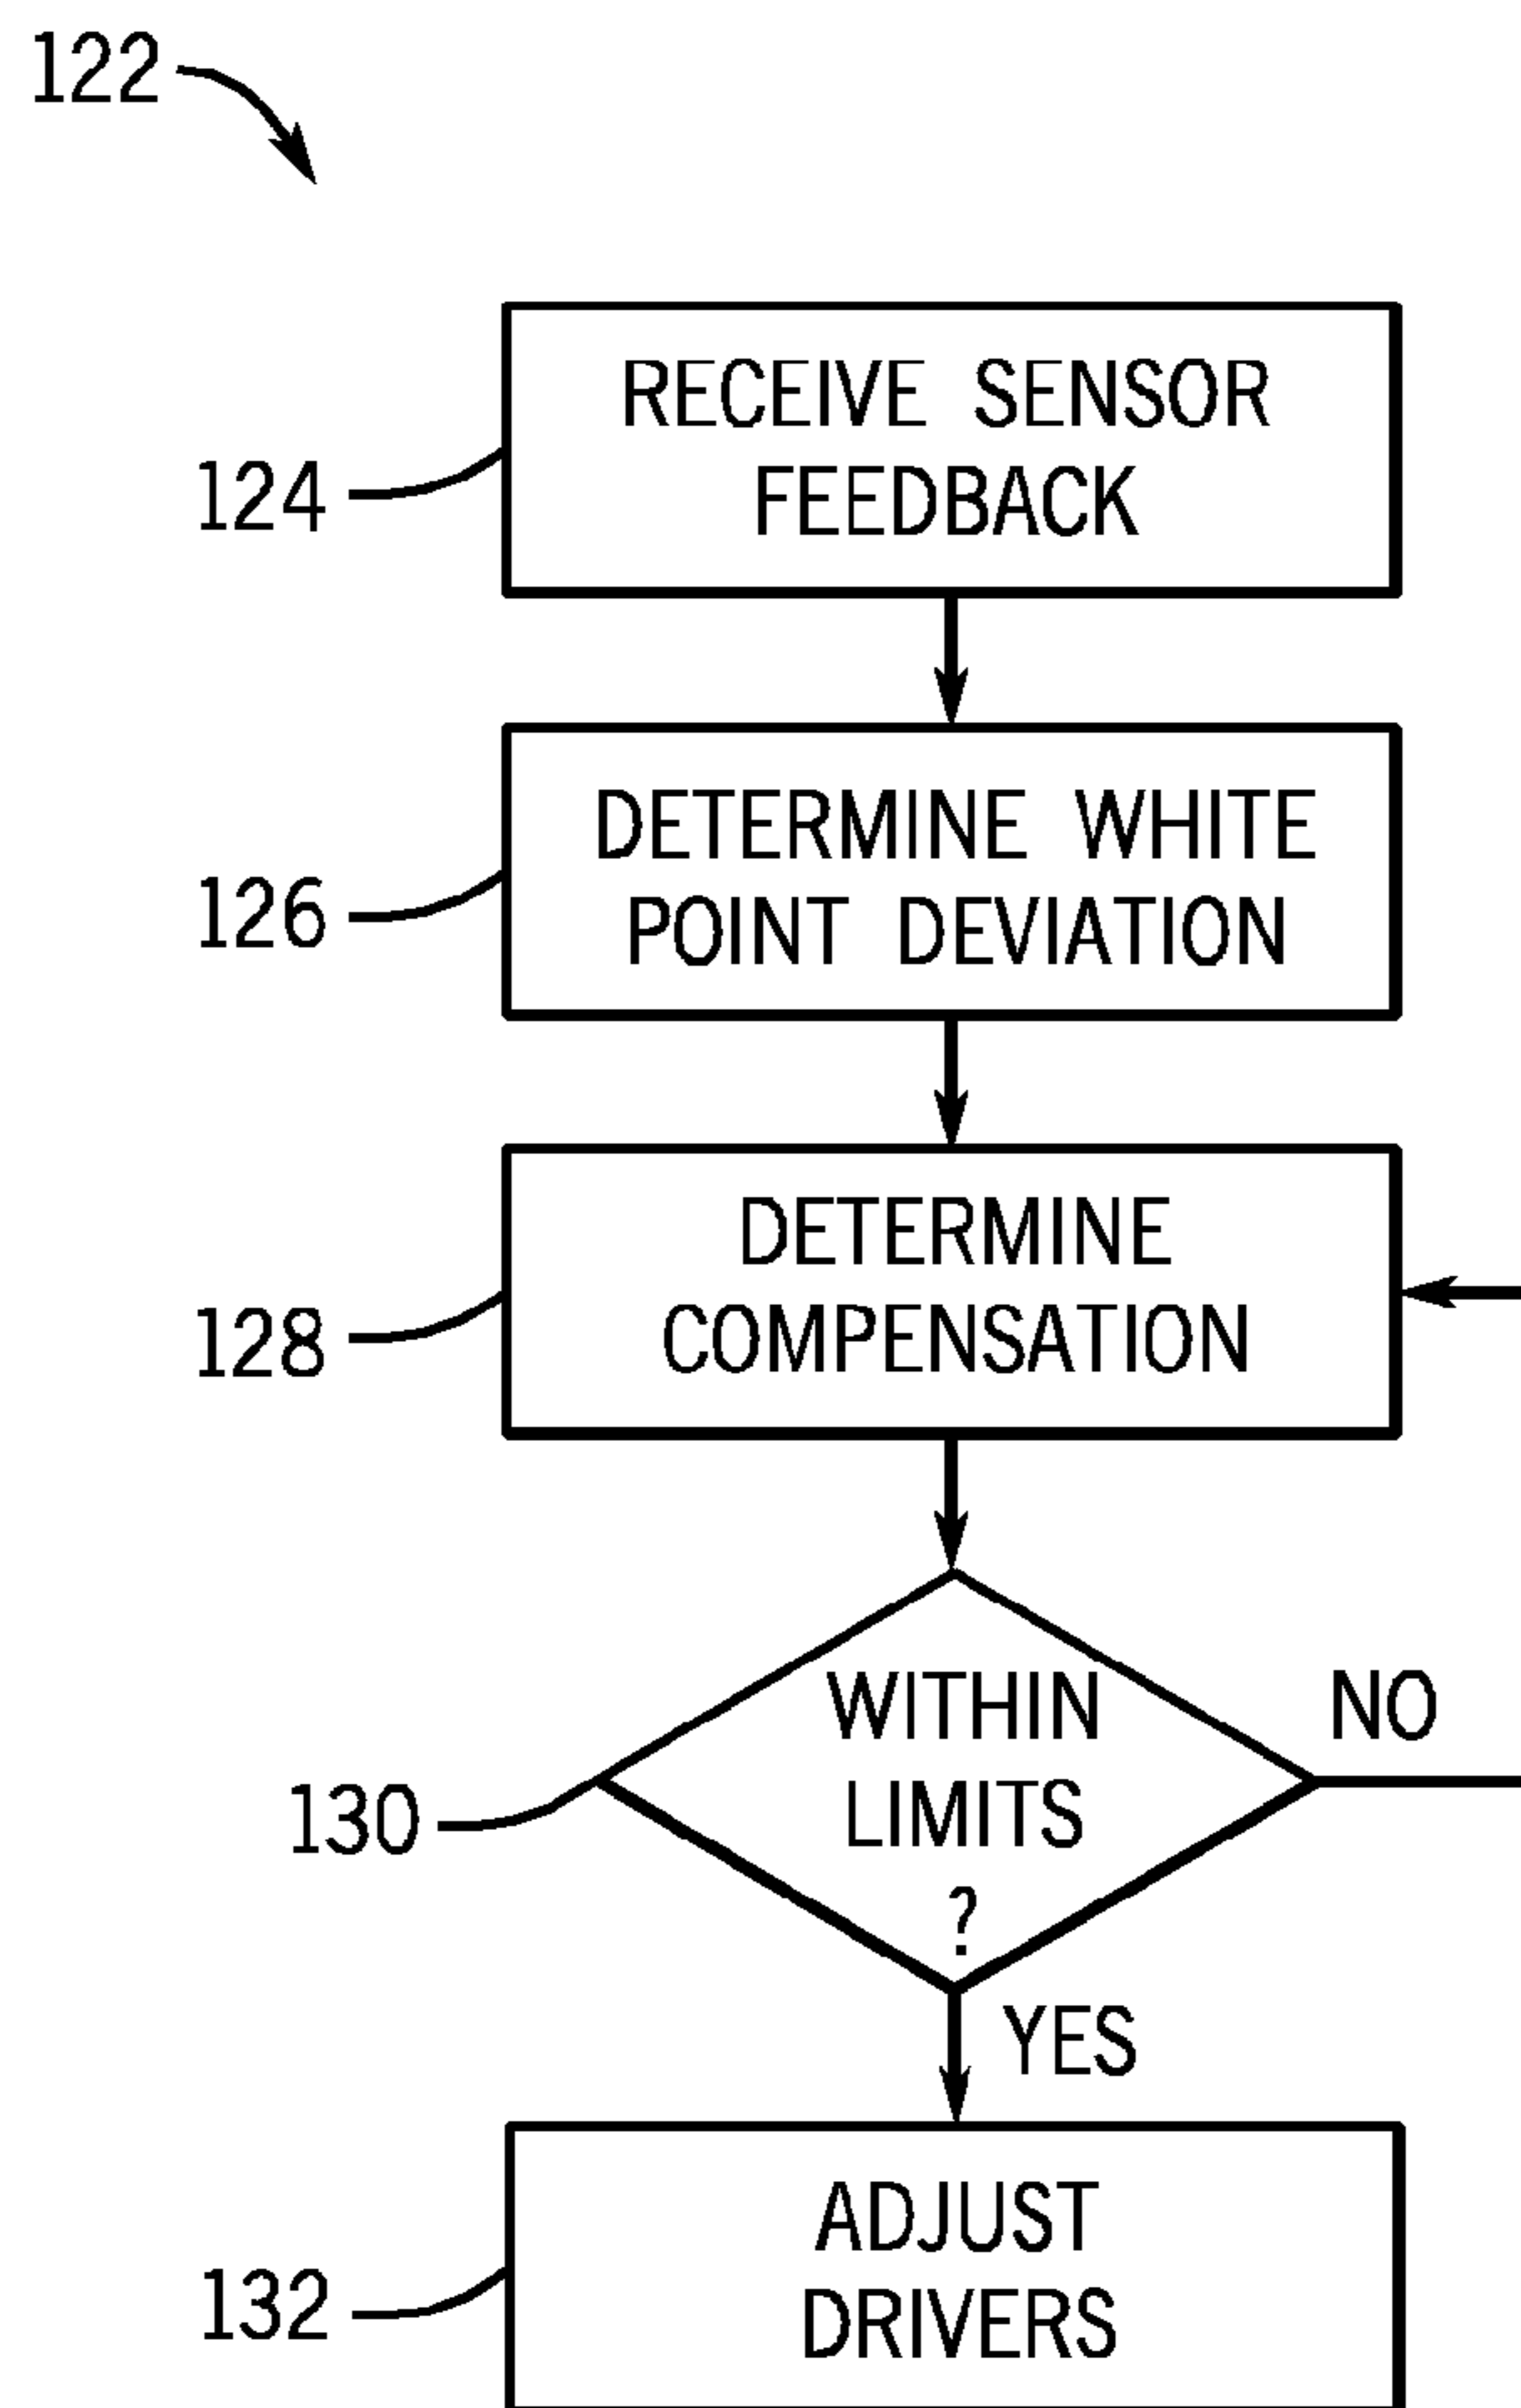 122
RECEIVE SENSOR
FEEDBACK
124
DETERMINE WHITE
POINT DEVIATION
126
DETERMINE
COMPENSATION
128
WITHIN
LIMITS
?
NO
130
YES
ADJUST
DRIVERS
132